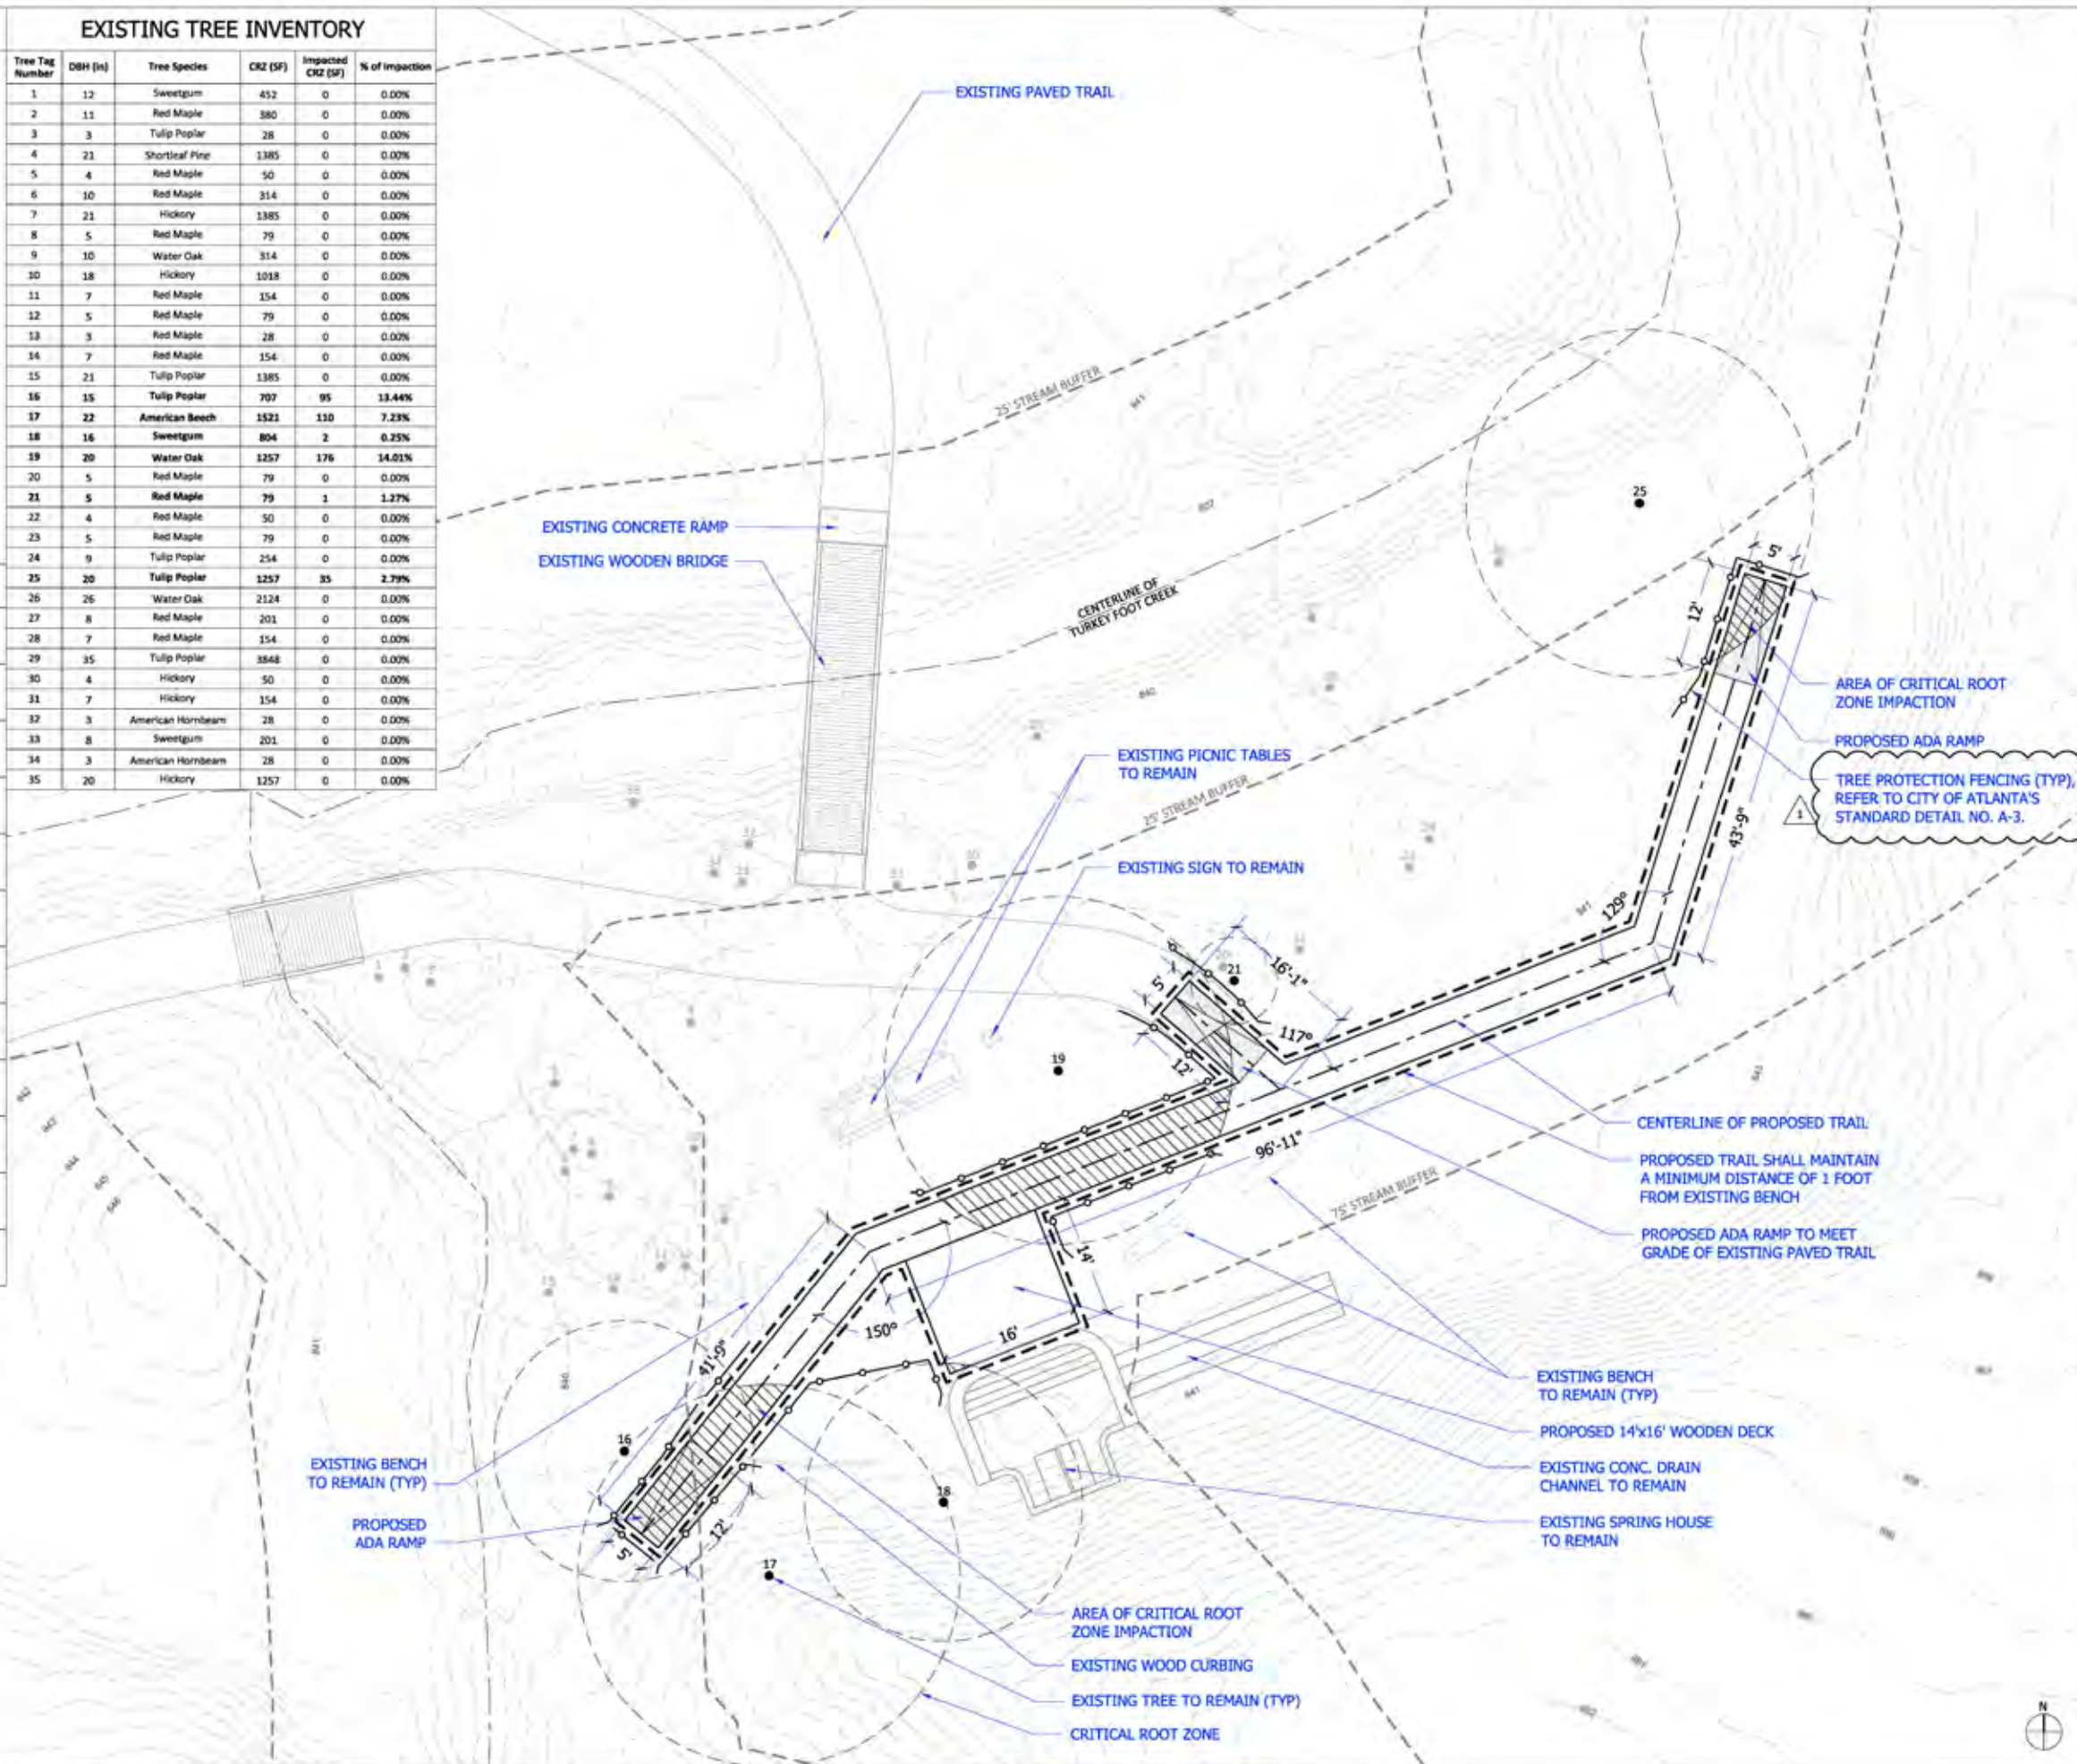 EXISTING TREE INVENTORY
Tree Tag Number DBH (in) Tree Species CRZ (SF) Impacted CRZ (SF) % of Impaction
1 12 Sweetgum 452 0 0.00%
2 11 Red Maple 380 0 0.00%
3 3 Tulip Poplar 28 0 0.00%
4 21 Shortleaf Pine 1385 0 0.00%
5 4 Red Maple 50 0 0.00%
6 10 Red Maple 314 0 0.00%
7 21 Hickory 1385 0 0.00%
8 5 Red Maple 79 0 0.00%
9 10 Water Oak 314 0 0.00%
10 18 Hickory 1018 0 0.00%
11 7 Red Maple 154 0 0.00%
12 5 Red Maple 79 0 0.00%
13 3 Red Maple 28 0 0.00%
14 7 Red Maple 154 0 0.00%
15 21 Tulip Poplar 1385 0 0.00%
16 15 Tulip Poplar 707 95 13.44%
17 22 American Beech 1521 110 7.23%
18 16 Sweetgum 804 2 0.25%
19 20 Water Oak 1257 176 14.01%
20 5 Red Maple 79 0 0.00%
21 5 Red Maple 79 1 1.27%
22 4 Red Maple 50 0 0.00%
23 5 Red Maple 79 0 0.00%
24 9 Tulip Poplar 254 0 0.00%
25 20 Tulip Poplar 1257 35 2.79%
26 26 Water Oak 2124 0 0.00%
27 8 Red Maple 201 0 0.00%
28 7 Red Maple 154 0 0.00%
29 35 Tulip Poplar 3848 0 0.00%
30 4 Hickory 50 0 0.00%
31 7 Hickory 154 0 0.00%
32 3 American Hornbeam 28 0 0.00%
33 8 Sweetgum 201 0 0.00%
34 3 American Hornbeam 28 0 0.00%
35 20 Hickory 1257 0 0.00%
EXISTING PAVED TRAIL
25' STREAM BUFFER
841
25
EXISTING CONCRETE RAMP
EXISTING WOODEN BRIDGE
CENTERLINE OF
TURKEY FOOT CREEK
5'
12'
840
AREA OF CRITICAL ROOT
ZONE IMPACTION
PROPOSED ADA RAMP
TREE PROTECTION FENCING (TYP),
REFER TO CITY OF ATLANTA'S
STANDARD DETAIL NO. A-3.
1
43'-9"
EXISTING PICNIC TABLES
TO REMAIN
25' STREAM BUFFER
EXISTING SIGN TO REMAIN
129°
841
21
16'-1"
5'
117°
12'
19
CENTERLINE OF PROPOSED TRAIL
96'-11"
PROPOSED TRAIL SHALL MAINTAIN
A MINIMUM DISTANCE OF 1 FOOT
FROM EXISTING BENCH
75' STREAM BUFFER
PROPOSED ADA RAMP TO MEET
GRADE OF EXISTING PAVED TRAIL
14'
150°
16'
41'-9"
841
EXISTING BENCH
TO REMAIN (TYP)
PROPOSED 14'x16' WOODEN DECK
EXISTING CONC. DRAIN
CHANNEL TO REMAIN
EXISTING SPRING HOUSE
TO REMAIN
16
EXISTING BENCH
TO REMAIN (TYP)
18
PROPOSED
ADA RAMP
12'
5'
17
AREA OF CRITICAL ROOT
ZONE IMPACTION
EXISTING WOOD CURBING
EXISTING TREE TO REMAIN (TYP)
CRITICAL ROOT ZONE
N